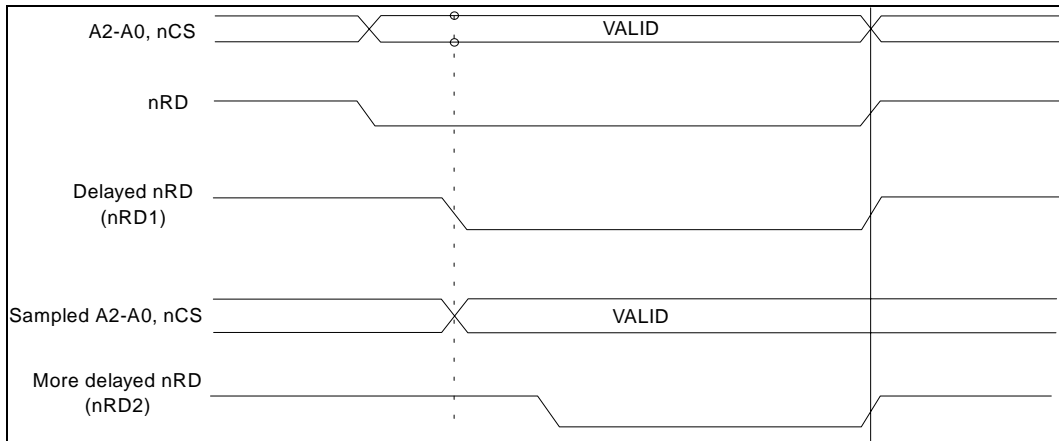 A2-A0, nCS
VALID
nRD
Delayed nRD
(nRD1)
Sampled A2-A0, nCS
VALID
More delayed nRD
(nRD2)